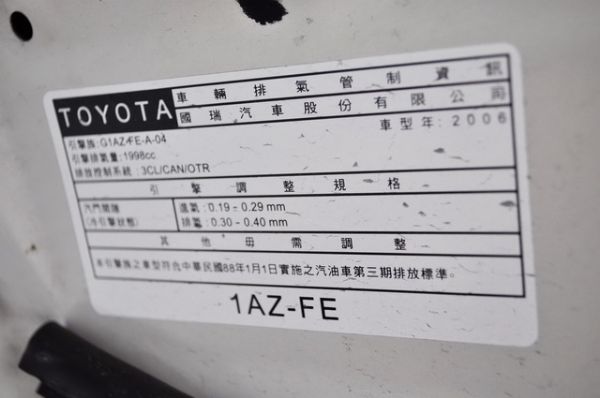 TOYOTA 車輛排氣管制資訊
國瑞汽車股份有限公司
引擎族: G1AZ-FE-A-04 車型年: 2006
引擎排氣量: 1998cc
排放控制系統: 3CL/CAN/OTR
引擎調整規格
汽門間隙 進氣: 0.19 - 0.29 mm
(冷引擎狀態) 排氣: 0.30 - 0.40 mm
其他毋需調整
本引擎族之車型符合中華民國88年1月1日實施之汽油車第三期排放標準。
1AZ-FE